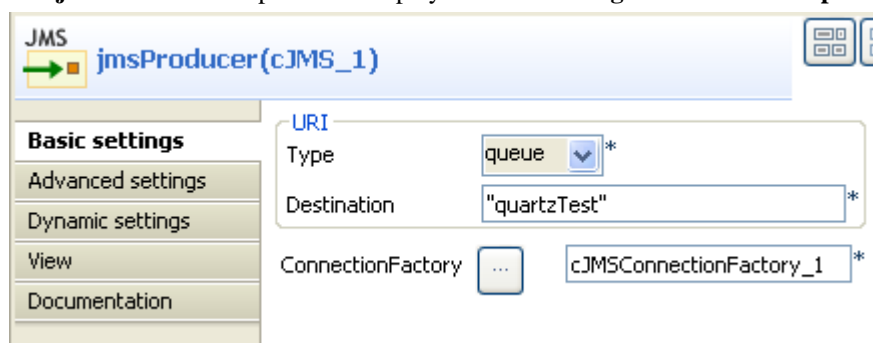 JMS
jmsProducer(cJMS_1)
Basic settings
Advanced settings
Dynamic settings
View
Documentation
URI
Type queue *
Destination "quartzTest" *
ConnectionFactory ... cJMSConnectionFactory_1 *